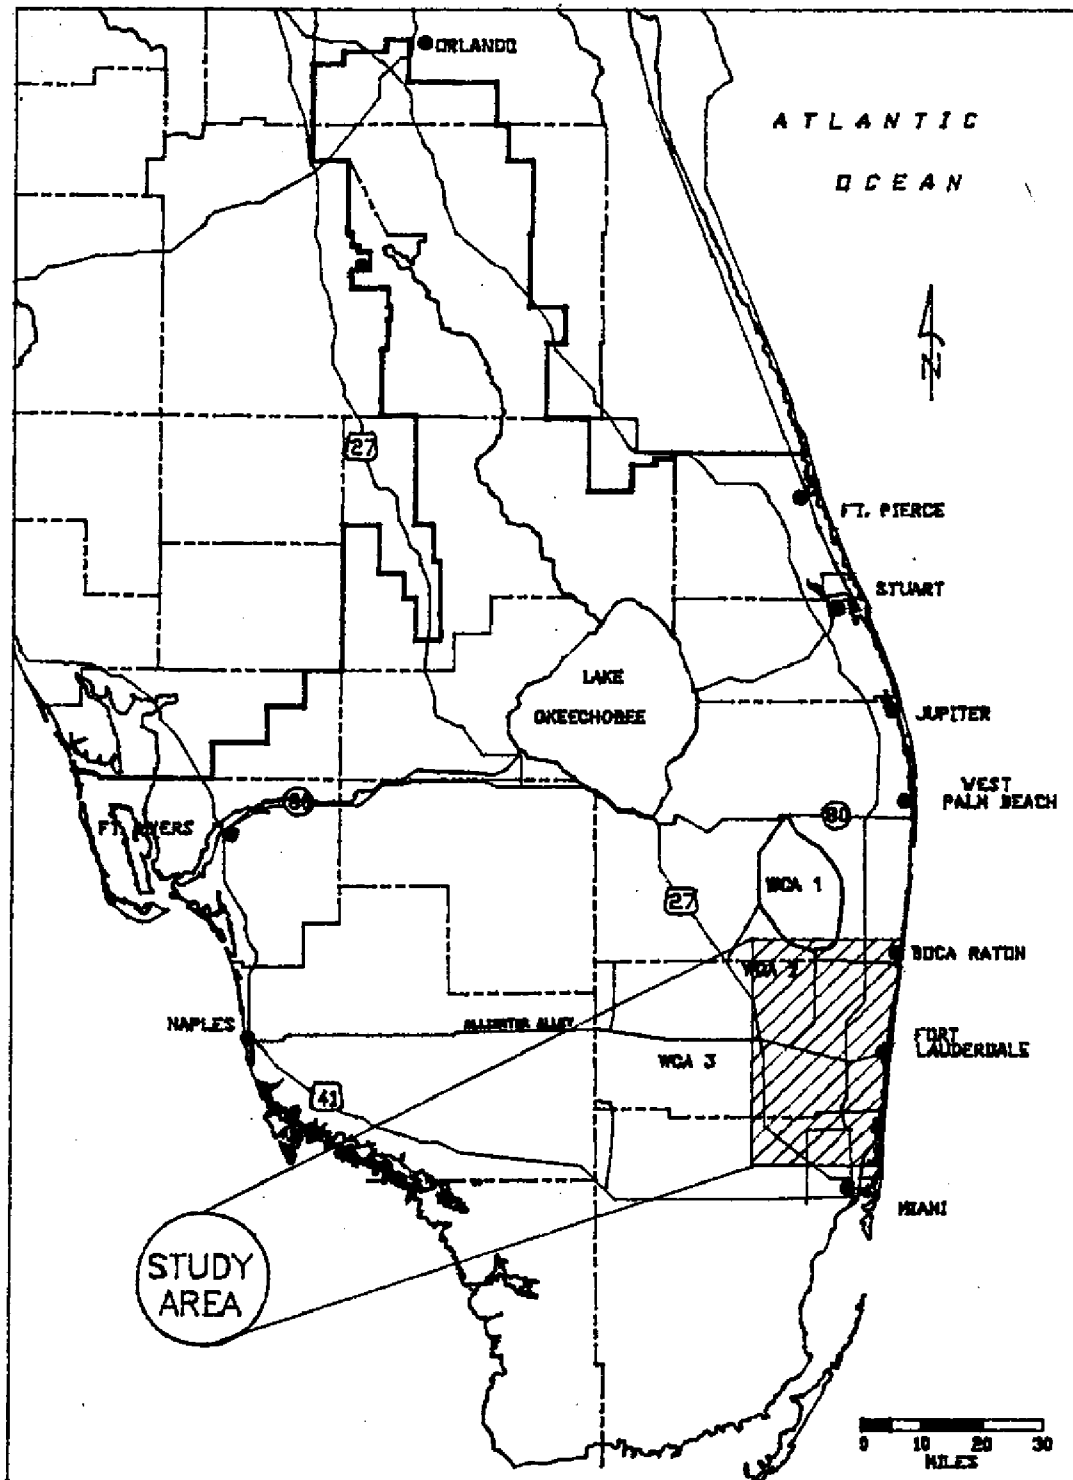 ORLANDO
ATLANTIC
OCEAN
N
27
FT. PIERCE
STUART
LAKE
OKEECHOBEE
JUPITER
WEST
PALM BEACH
80
80
FT. MYERS
WCA 1
27
BOCA RATON
WCA 2
NAPLES
ALLIGATOR ALLEY
FORT
LAUDERDALE
WCA 3
41
MIAMI
STUDY
AREA
0 10 20 30
MILES